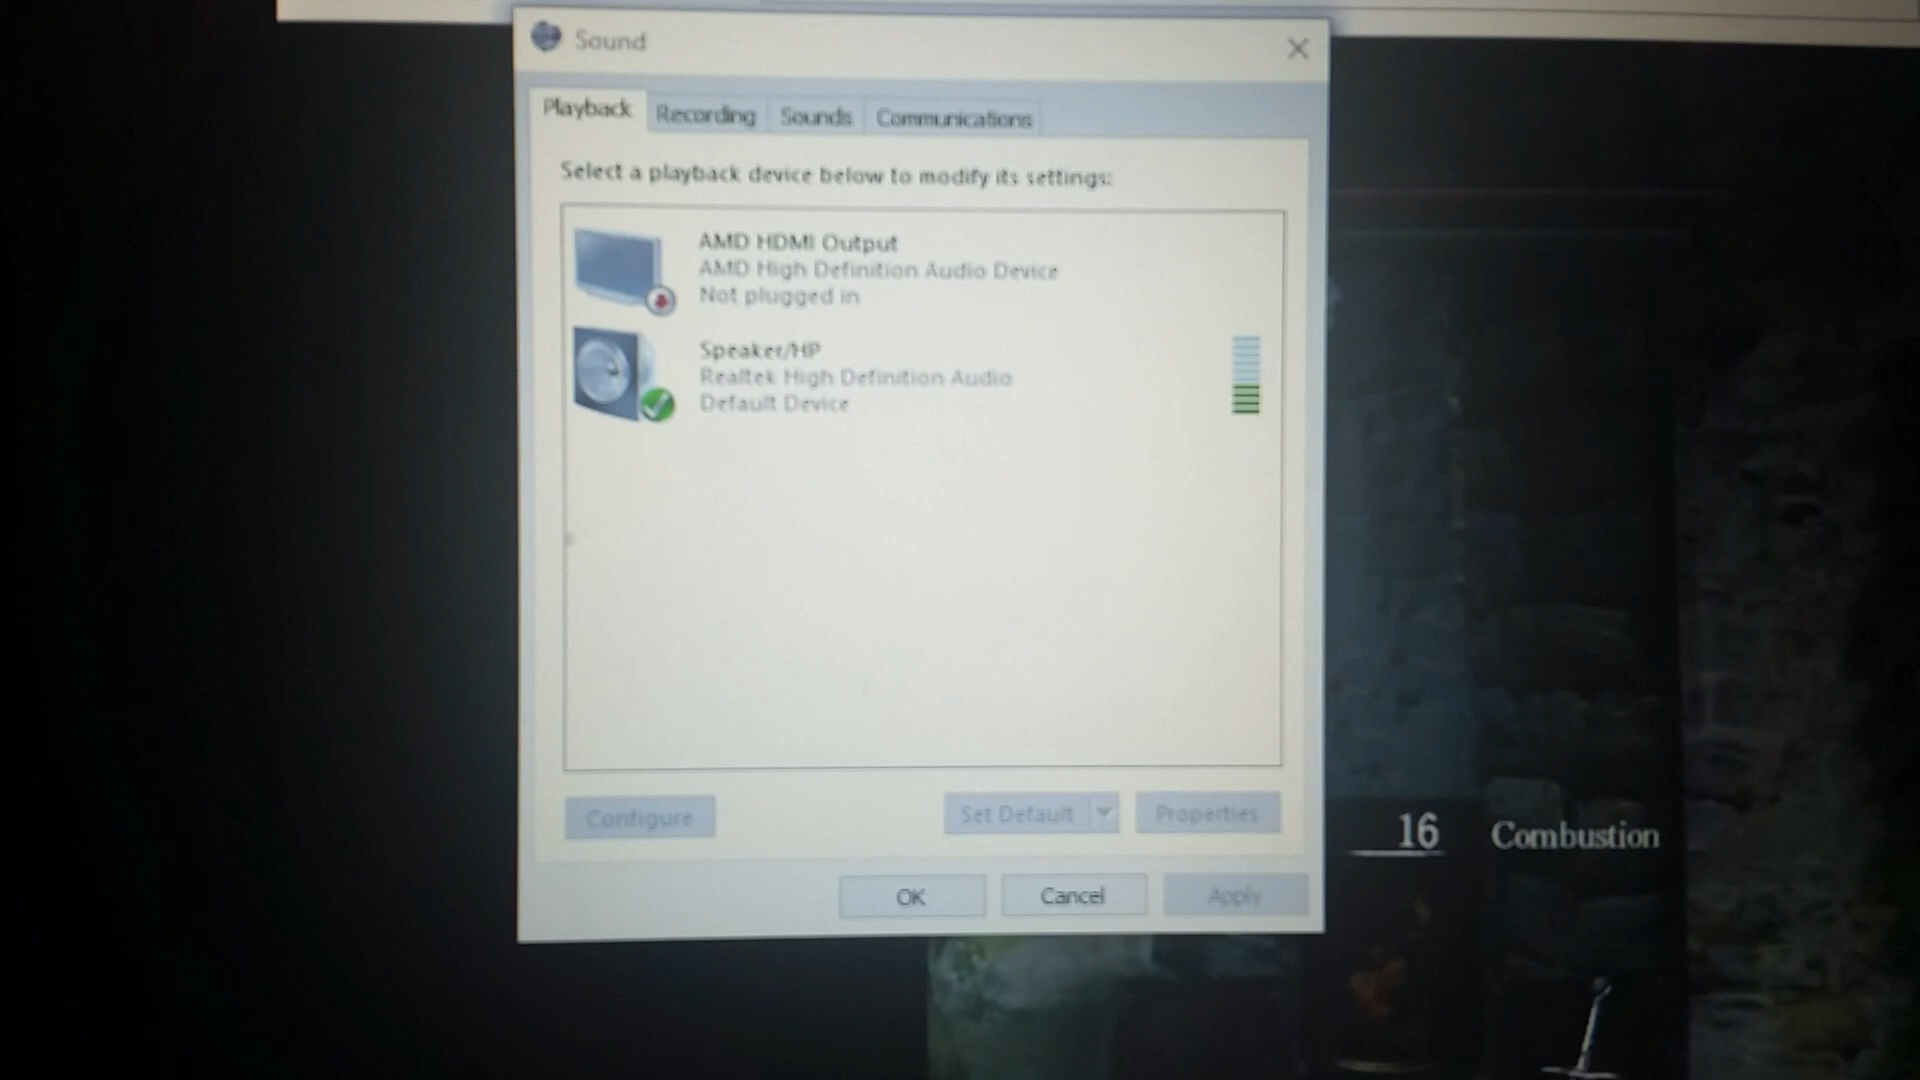 Sound
Playback
Recording
Sounds
Communications
Select a playback device below to modify its settings:
AMD HDMI Output
AMD High Definition Audio Device
Not plugged in
Speaker/HP
Realtek High Definition Audio
Default Device
Configure
Set Default
Properties
OK
Cancel
Apply
16 Combustion